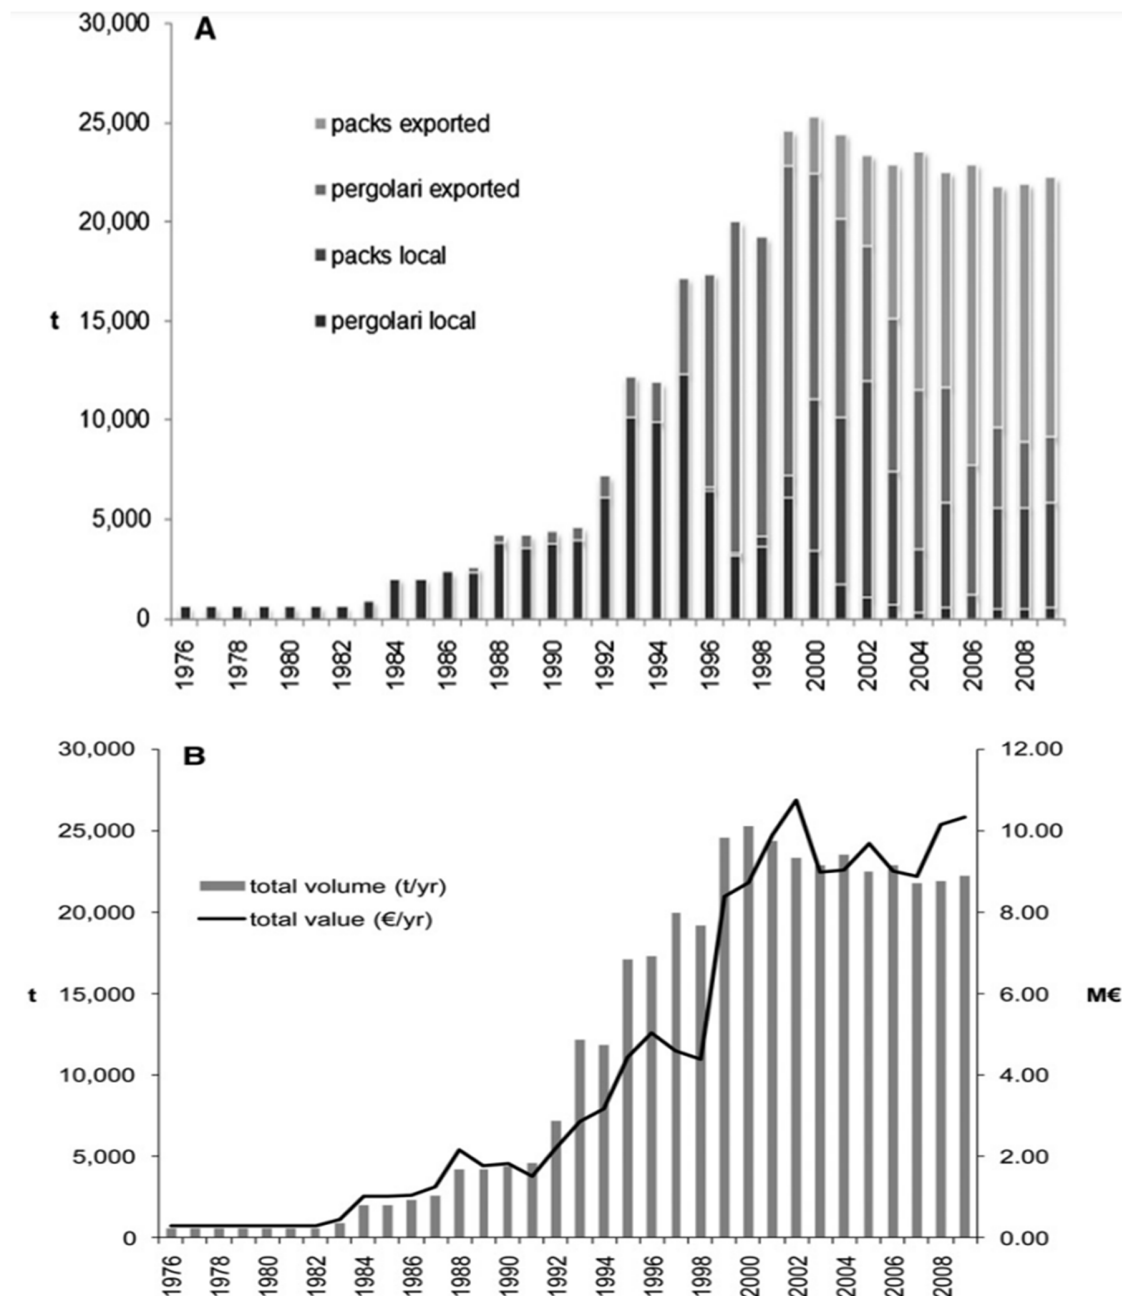 30,000
A
25,000
packs exported
pergolari exported
20,000
packs local
t 15,000
pergolari local
10,000
5,000
0
1976 1978 1980 1982 1984 1986 1988 1990 1992 1994 1996 1998 2000 2002 2004 2006 2008
30,000 B 12.00
25,000 10.00
total volume (t/yr)
total value (€/yr)
20,000 8.00
t 15,000 6.00 M€
10,000 4.00
5,000 2.00
0 0.00
1976 1978 1980 1982 1984 1986 1988 1990 1992 1994 1996 1998 2000 2002 2004 2006 2008